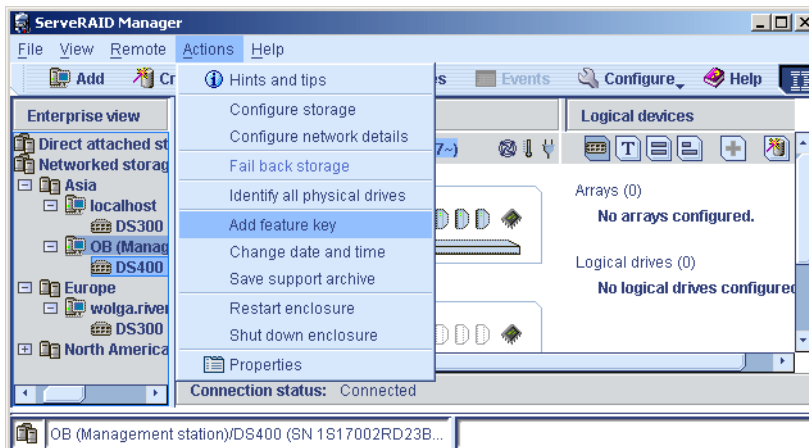 ServeRAID Manager
File View Remote Actions Help
Add Cr s Events Configure Help
Enterprise view
Direct attached st
Networked storag
Asia
localhost
DS300
OB (Manag
DS400
Europe
wolga.river
DS300
North America
Hints and tips
Configure storage
Configure network details
Fail back storage
Identify all physical drives
Add feature key
Change date and time
Save support archive
Restart enclosure
Shut down enclosure
Properties
7~)
Logical devices
Arrays (0)
No arrays configured.
Logical drives (0)
No logical drives configured
Connection status: Connected
OB (Management station)/DS400 (SN 1S17002RD23B...